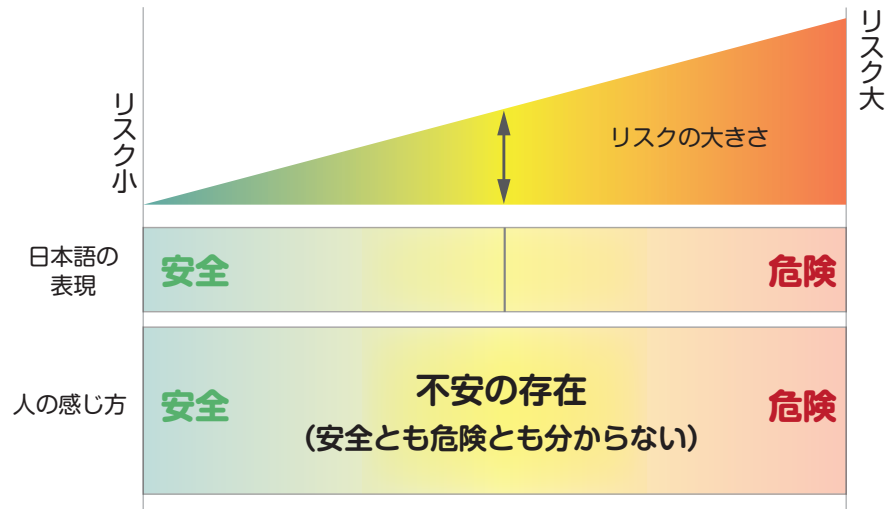 リスク大
リスク小
リスクの大きさ
日本語の
表現
安全
危険
人の感じ方
安全
不安の存在
（安全とも危険とも分からない）
危険